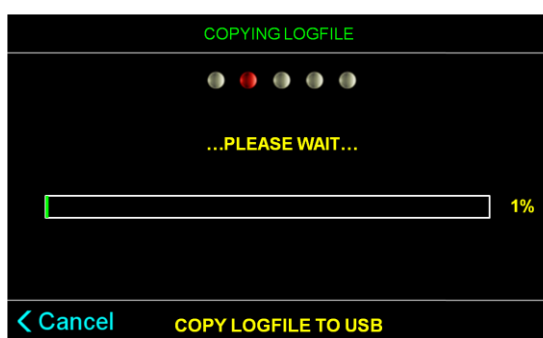 COPYING LOGFILE
...PLEASE WAIT...
1%
Cancel
COPY LOGFILE TO USB